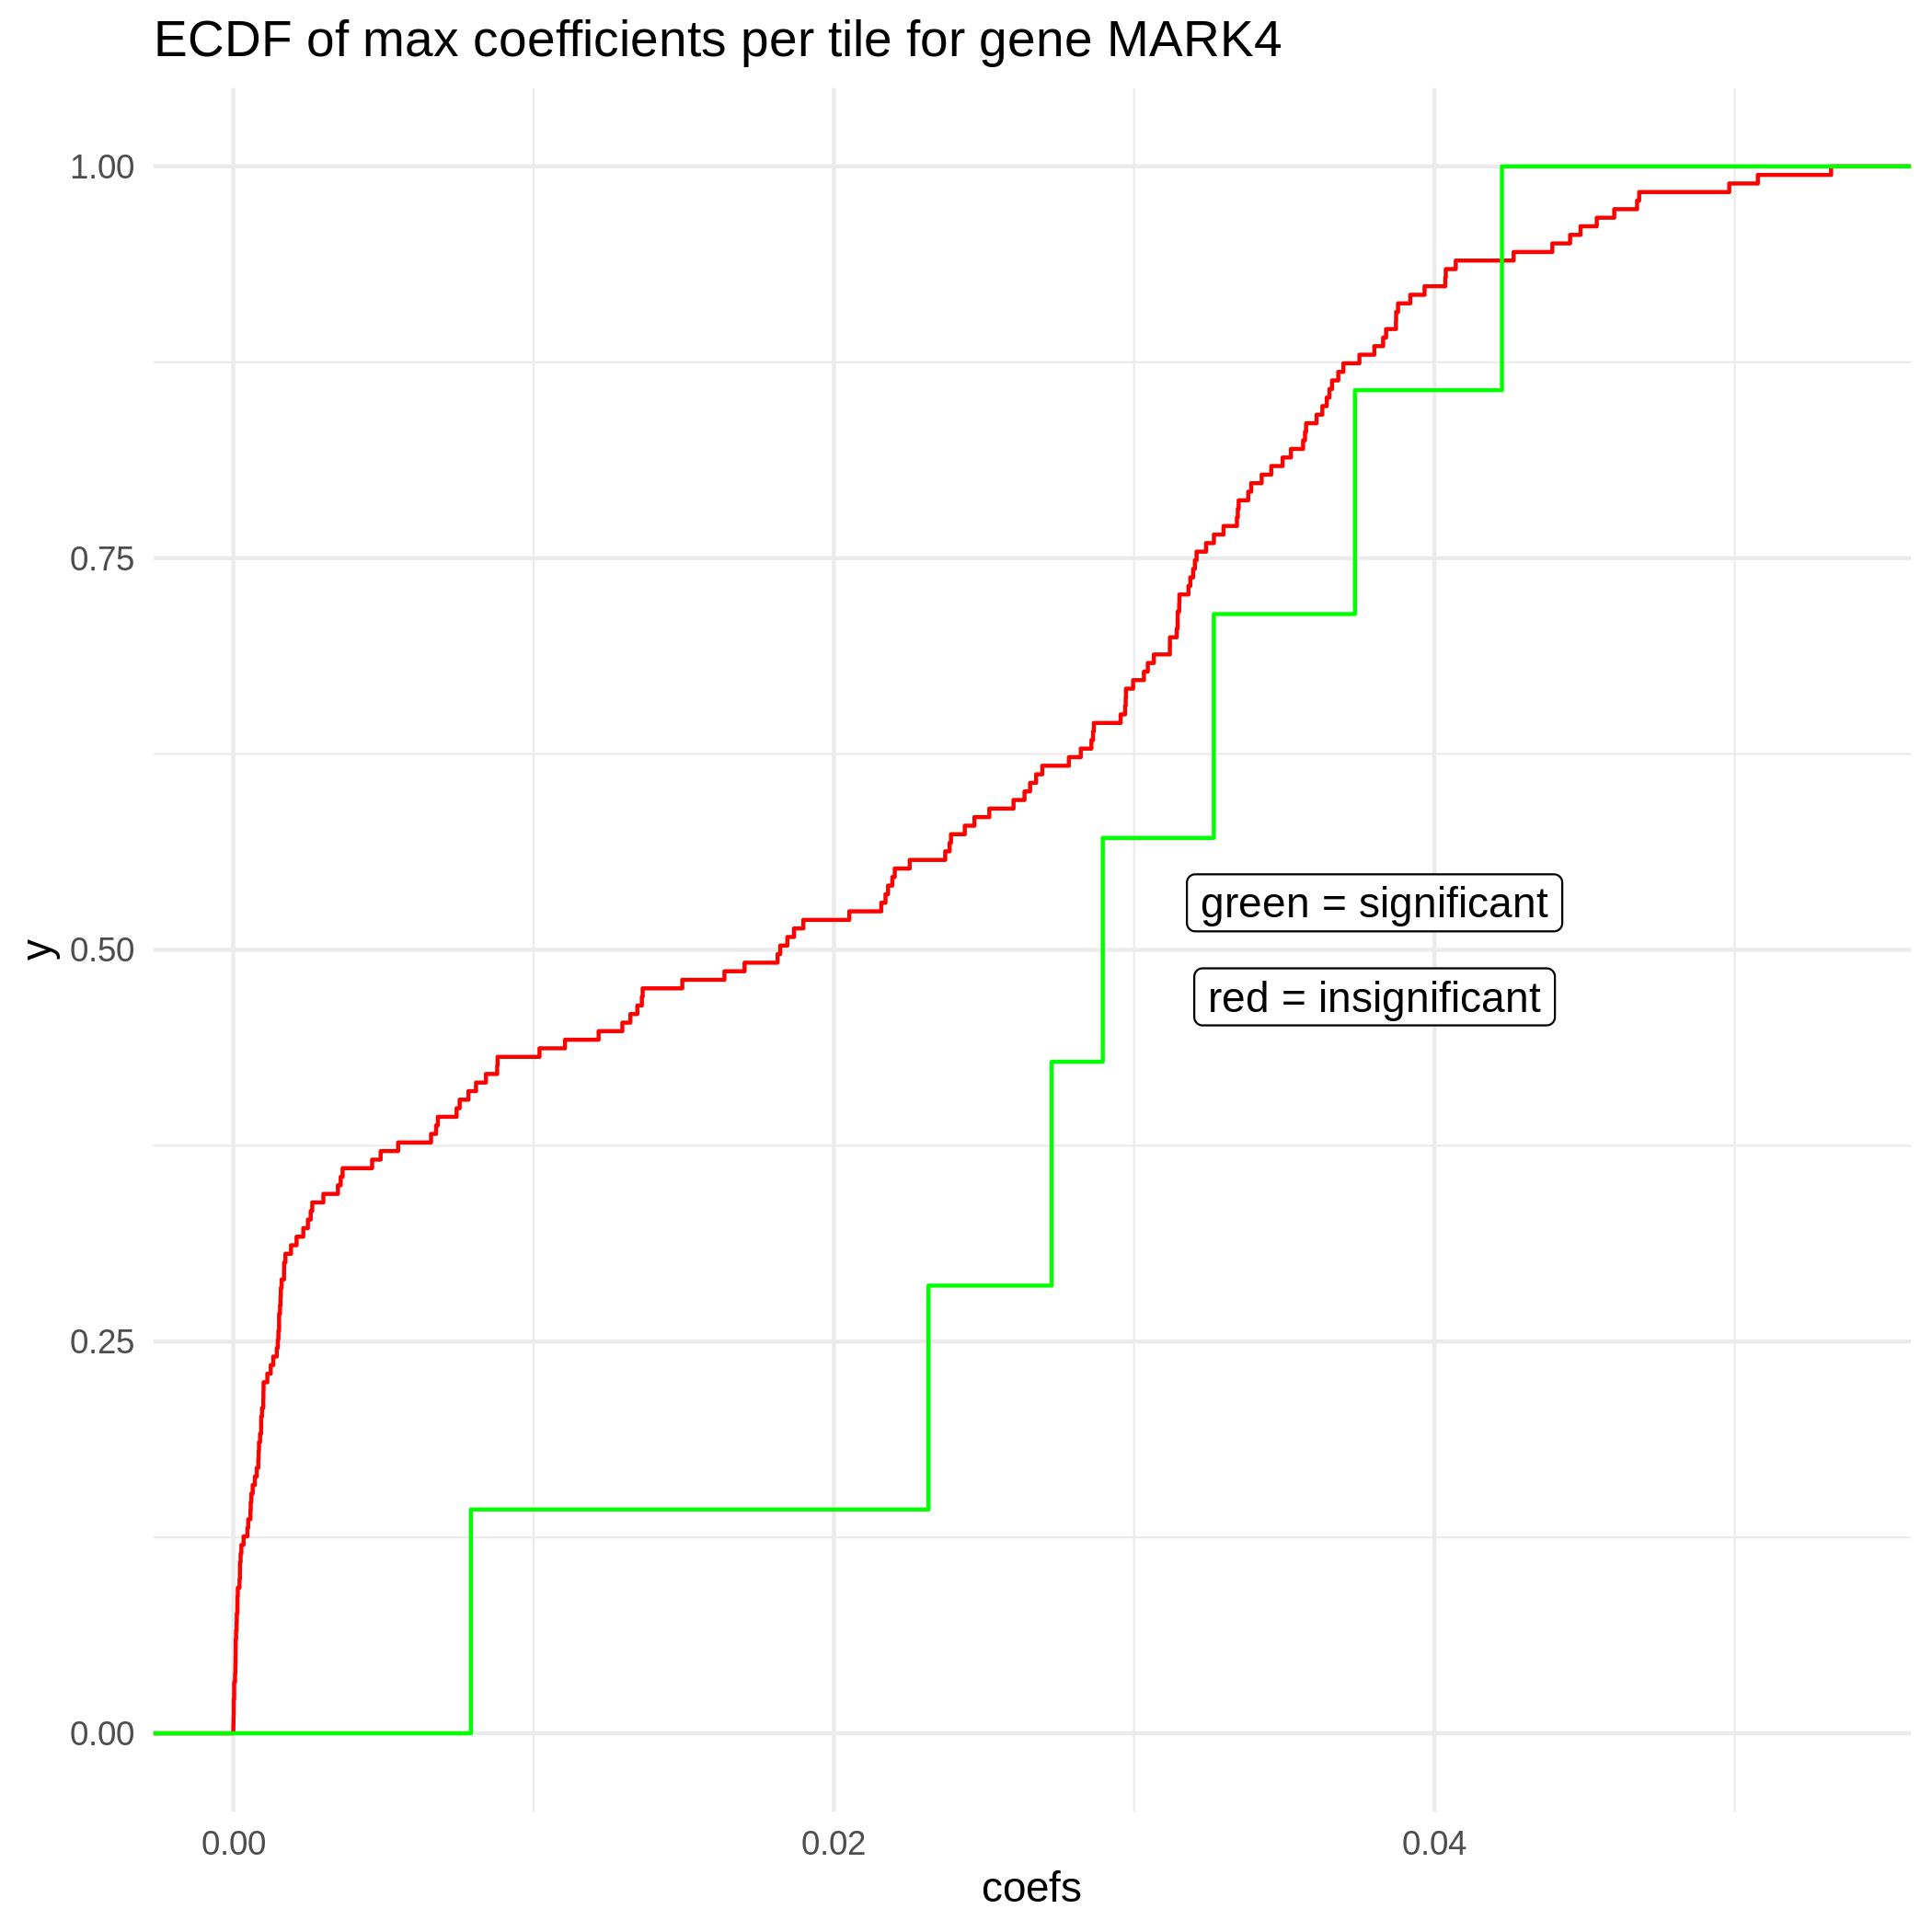 ECDF of max coefficients per tile for gene MARK4
1.00
0.75
0.50
0.25
0.00
y
green = significant
red = insignificant
0.00 0.02 0.04
coefs